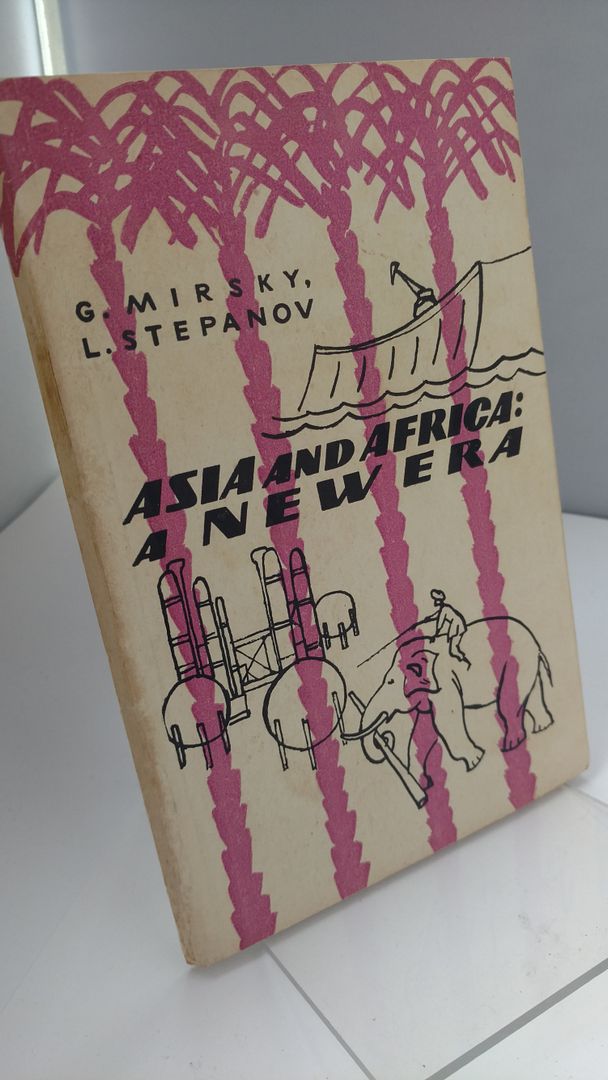 G. MIRSKY,
L. STEPANOV
ASIA AND AFRICA:
A NEW ERA